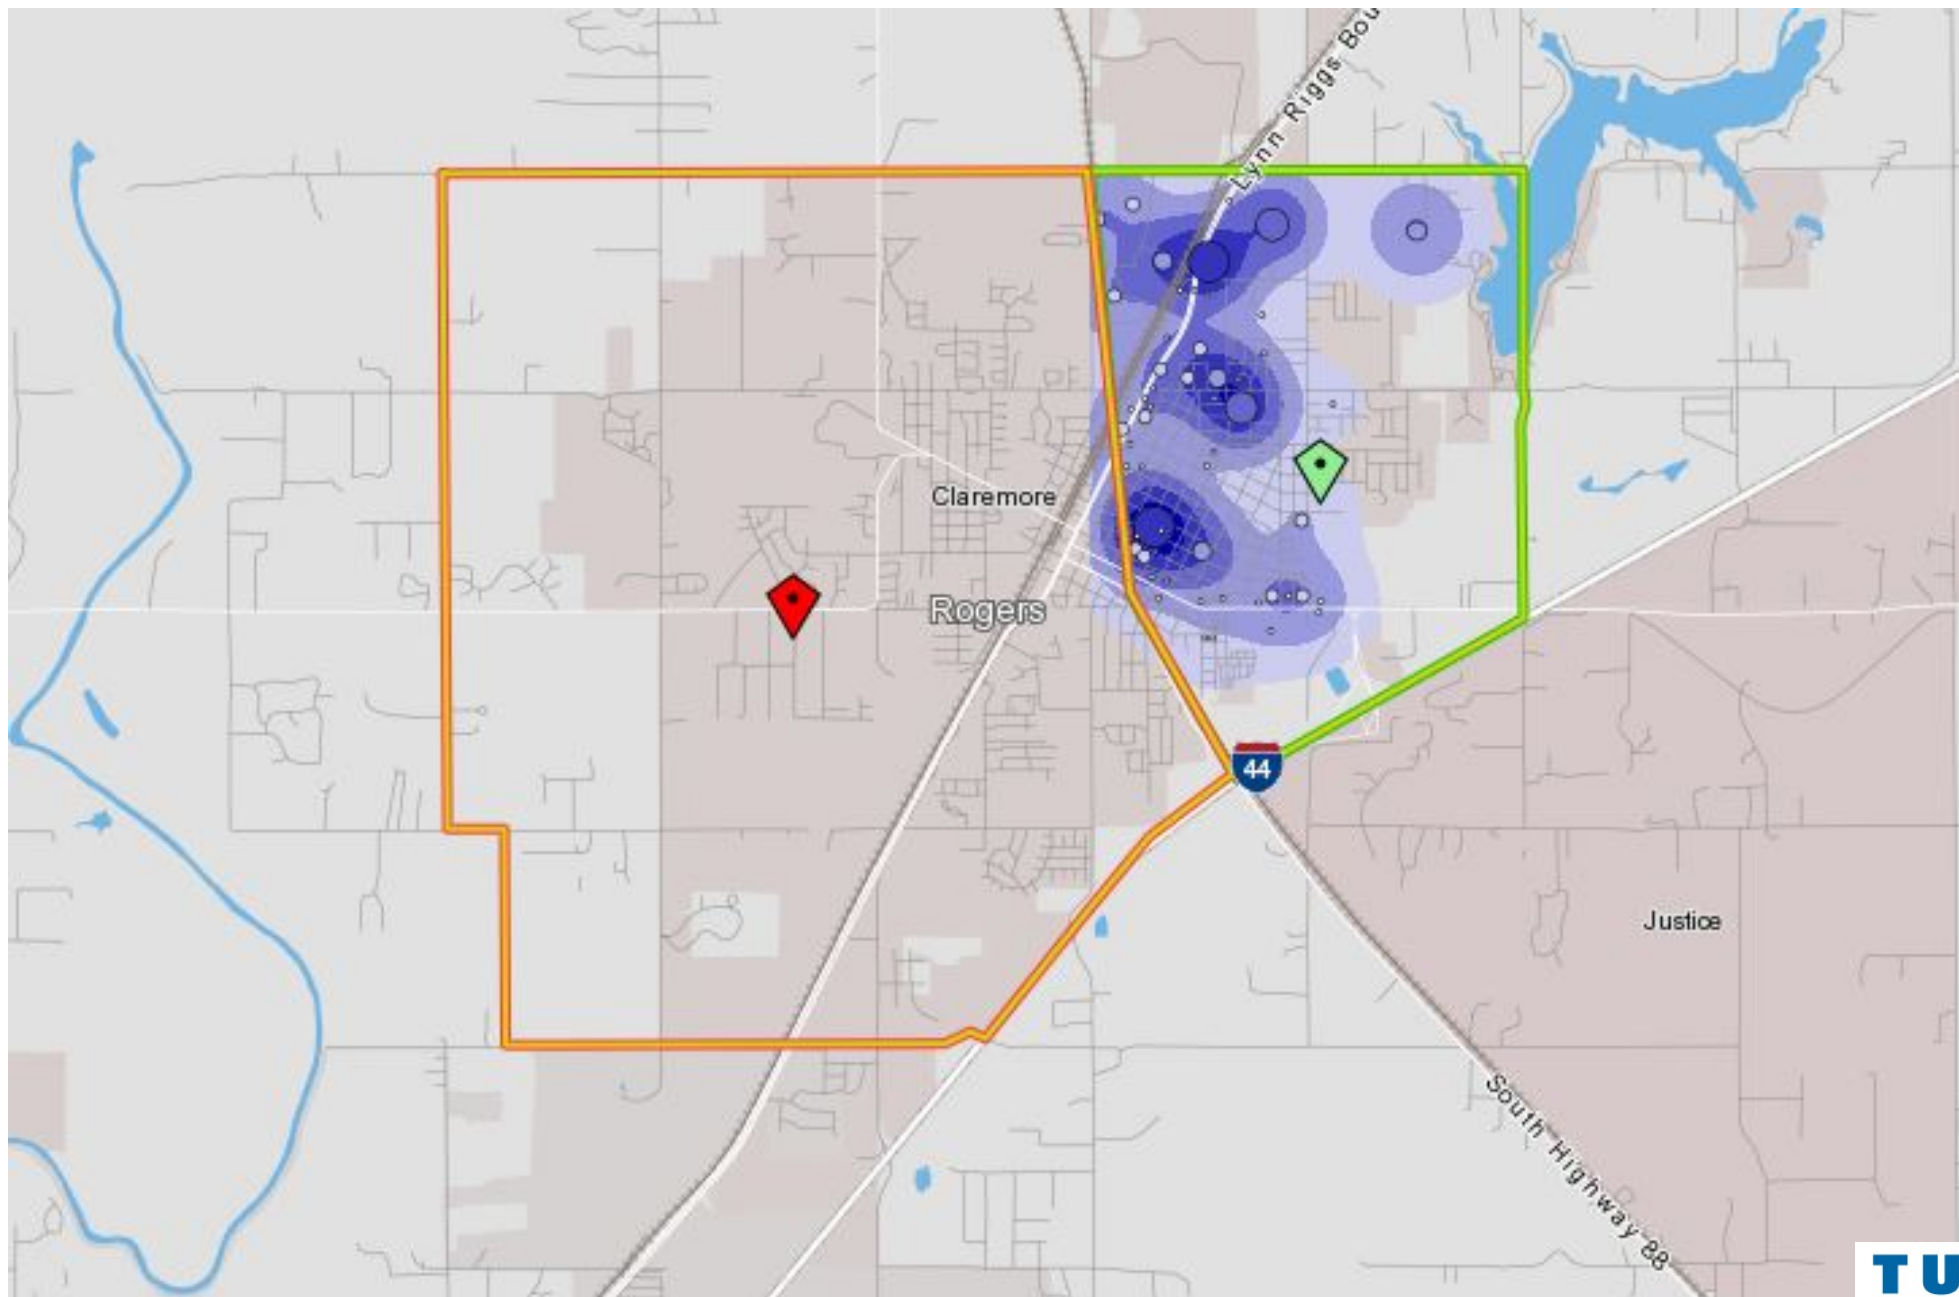 Lynn Riggs Bou
Claremore
Rogers
44
Justice
South Highway 88
TU